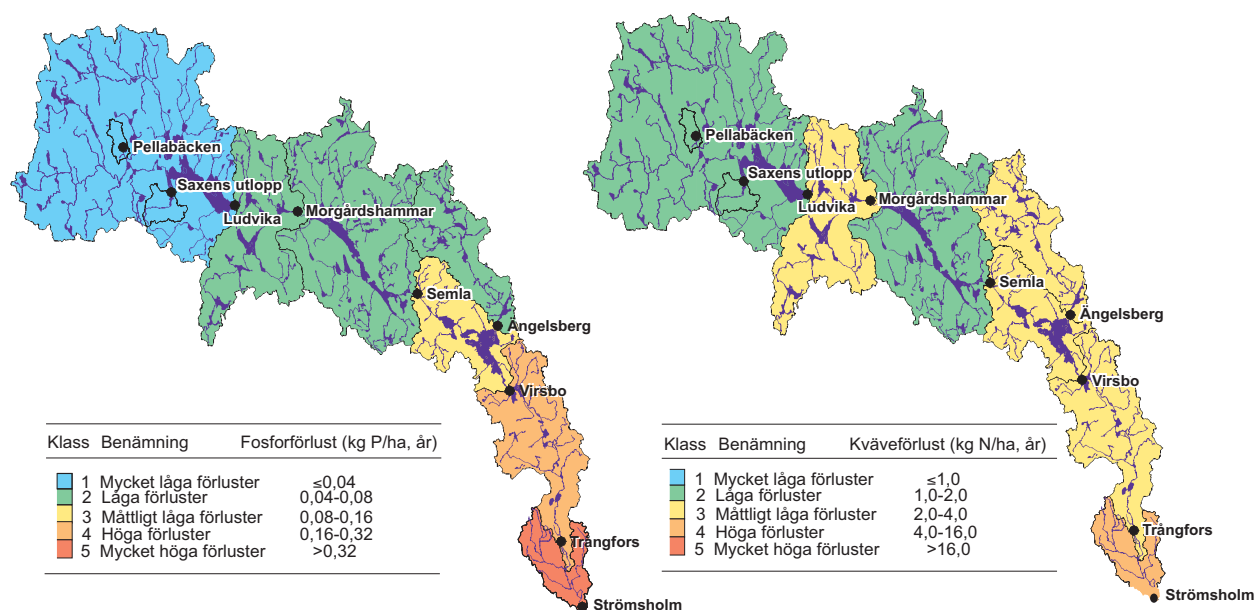 Pellabäcken
Saxens utlopp
Ludvika
Morgårdshammar
Semla
Ängelsberg
Virsbo
Trångfors
Strömsholm
Klass Benämning Fosforförlust (kg P/ha, år)
1 Mycket låga förluster ≤0,04
2 Låga förluster 0,04-0,08
3 Måttligt låga förluster 0,08-0,16
4 Höga förluster 0,16-0,32
5 Mycket höga förluster >0,32
Pellabäcken
Saxens utlopp
Ludvika
Morgårdshammar
Semla
Ängelsberg
Virsbo
Trångfors
Strömsholm
Klass Benämning Kväveförlust (kg N/ha, år)
1 Mycket låga förluster ≤1,0
2 Låga förluster 1,0-2,0
3 Måttligt låga förluster 2,0-4,0
4 Höga förluster 4,0-16,0
5 Mycket höga förluster >16,0